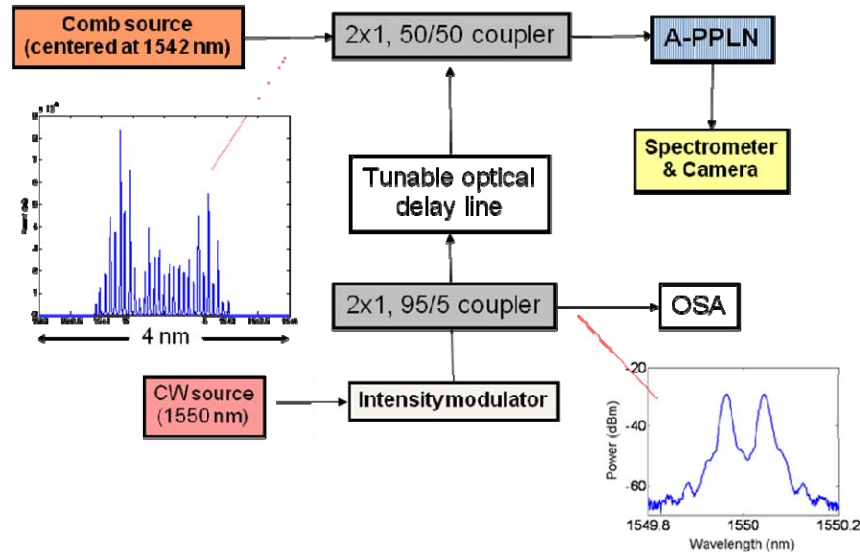 Comb source
(centered at 1542 nm)
2x1, 50/50 coupler
A-PPLN
Spectrometer
& Camera
Tunable optical
delay line
4 nm
2x1, 95/5 coupler
OSA
CW source
(1550 nm)
Intensitymodulator
-20
-40
-60
Power (dBm)
1549.8
1550
1550.2
Wavelength (nm)